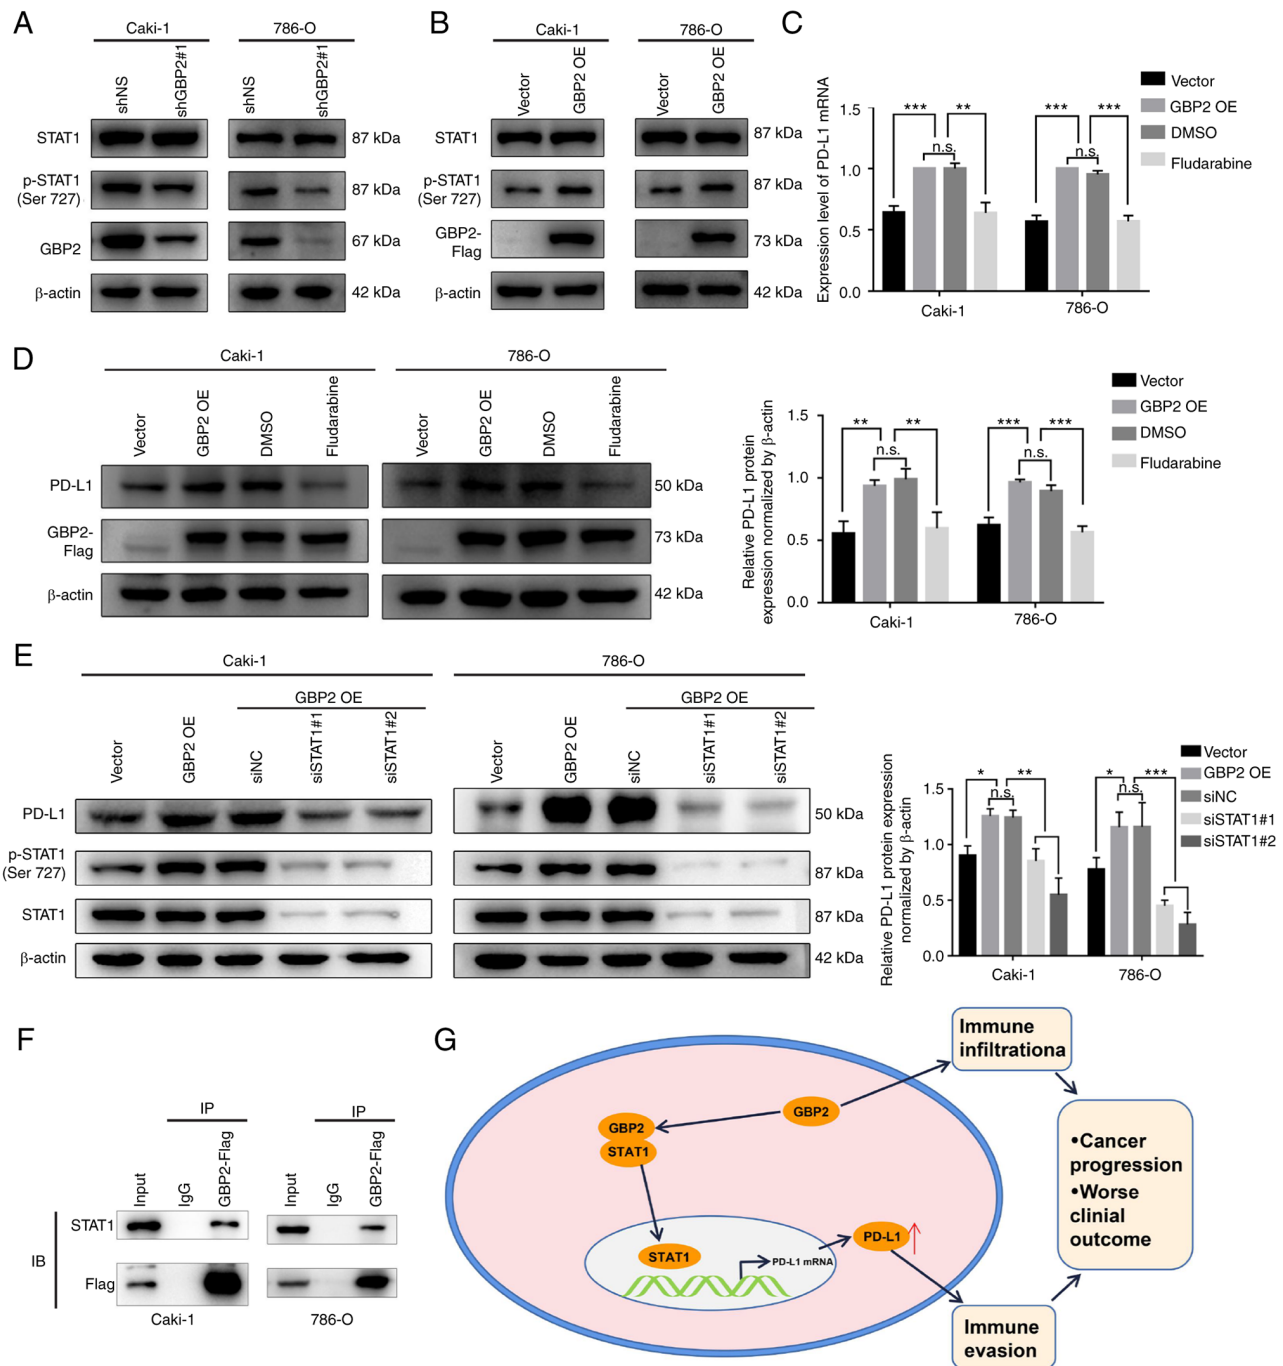 A
Caki-1
786-O
shNS
shGBP2#1
shNS
shGBP2#1
STAT1
87 kDa
p-STAT1
(Ser 727)
87 kDa
GBP2
67 kDa
β-actin
42 kDa
B
Caki-1
786-O
Vector
GBP2 OE
Vector
GBP2 OE
STAT1
87 kDa
p-STAT1
(Ser 727)
87 kDa
GBP2-
Flag
73 kDa
β-actin
42 kDa
C
Expression level of PD-L1 mRNA
1.5
1.0
0.5
0.0
*** **
n.s.
*** ***
n.s.
Caki-1
786-O
Vector
GBP2 OE
DMSO
Fludarabine
D
Caki-1
786-O
Vector
GBP2 OE
DMSO
Fludarabine
Vector
GBP2 OE
DMSO
Fludarabine
PD-L1
50 kDa
GBP2-
Flag
73 kDa
β-actin
42 kDa
Relative PD-L1 protein
expression normalized by β-actin
1.5
1.0
0.5
0.0
** **
n.s.
*** ***
n.s.
Caki-1
786-O
Vector
GBP2 OE
DMSO
Fludarabine
E
Caki-1
786-O
GBP2 OE
GBP2 OE
Vector
GBP2 OE
siNC
siSTAT1#1
siSTAT1#2
Vector
GBP2 OE
siNC
siSTAT1#1
siSTAT1#2
PD-L1
50 kDa
p-STAT1
(Ser 727)
87 kDa
STAT1
87 kDa
β-actin
42 kDa
Relative PD-L1 protein expression
normalized by β-actin
1.5
1.0
0.5
0.0
* **
n.s.
* ***
n.s.
Caki-1
786-O
Vector
GBP2 OE
siNC
siSTAT1#1
siSTAT1#2
F
IP
IP
Input
IgG
GBP2-Flag
Input
IgG
GBP2-Flag
IB
STAT1
Flag
Caki-1
786-O
G
Immune
infiltrationa
GBP2
GBP2
STAT1
STAT1
PD-L1 mRNA
PD-L1
•Cancer
progression
•Worse
clinial
outcome
Immune
evasion